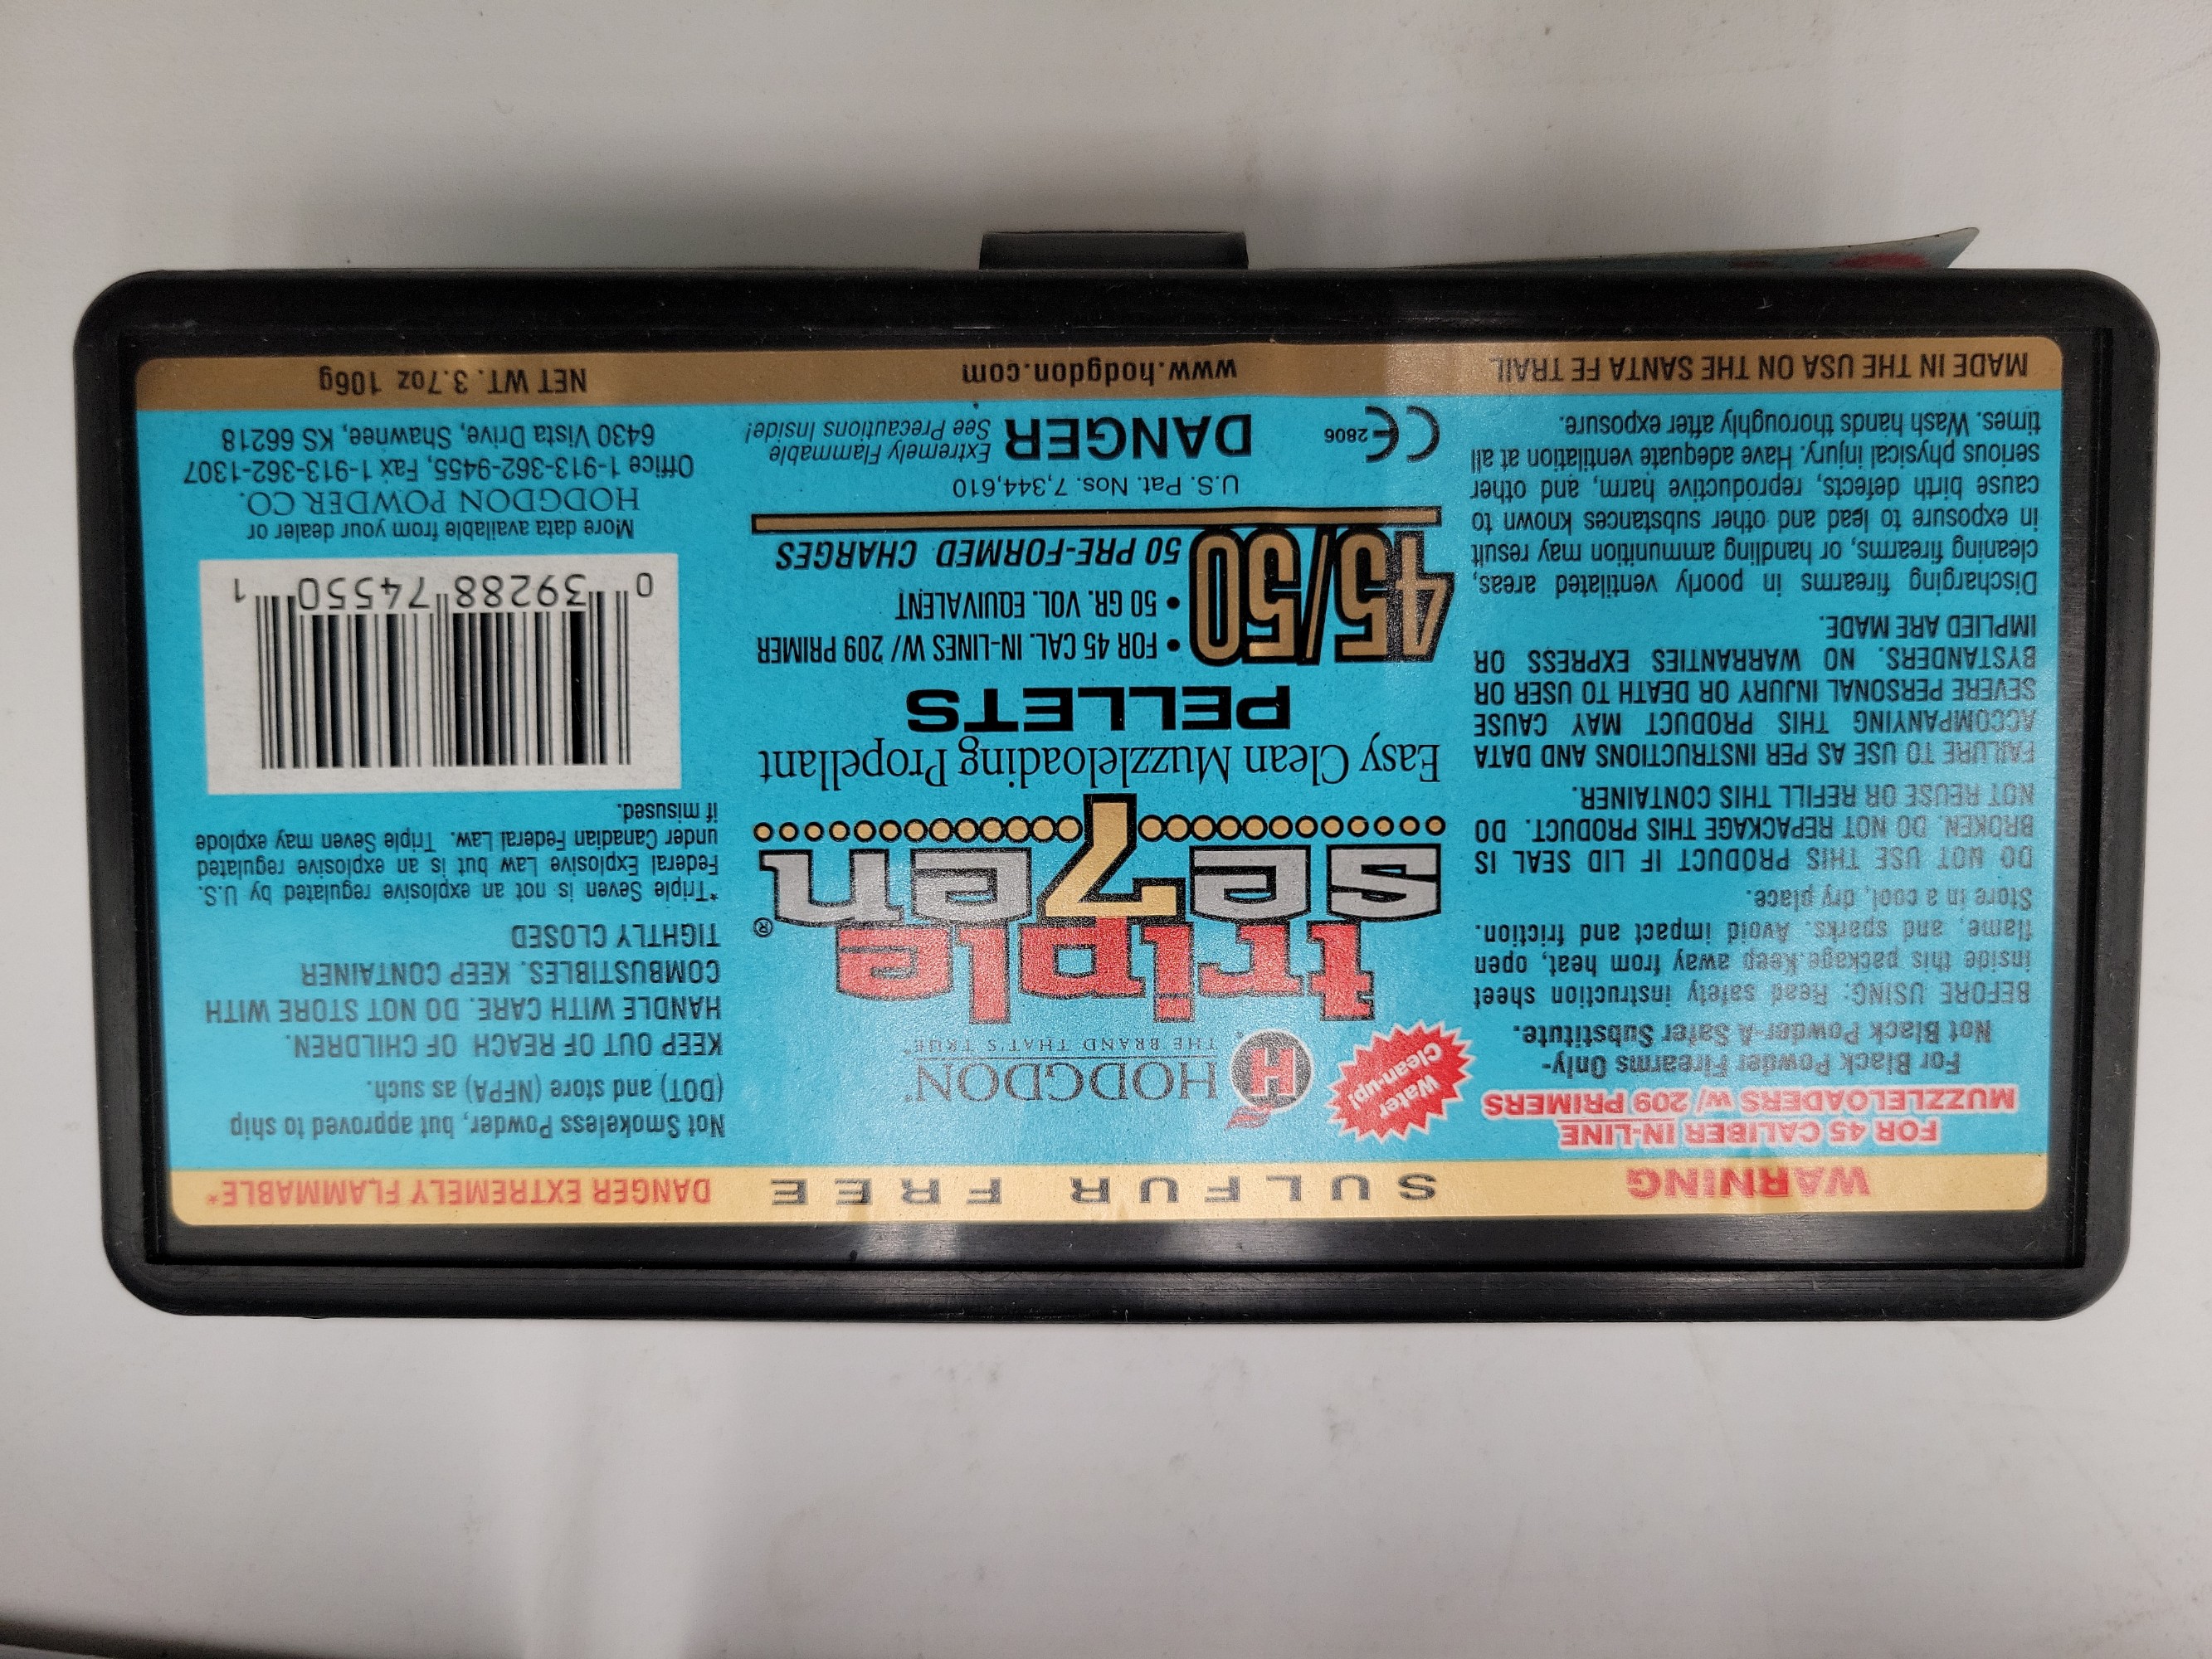 WARNING
FOR 45 CALIBER IN-LINE
MUZZLELOADERS w/ 209 PRIMERS
For Black Powder Firearms Only-
Not Black Powder-A Safer Substitute.
BEFORE USING: Read safety instruction sheet
inside this package.Keep away from heat, open
flame, and sparks. Avoid impact and friction.
Store in a cool, dry place.
DO NOT USE THIS PRODUCT IF LID SEAL IS
BROKEN. DO NOT REPACKAGE THIS PRODUCT. DO
NOT REUSE OR REFILL THIS CONTAINER.
FAILURE TO USE AS PER INSTRUCTIONS AND DATA
ACCOMPANYING THIS PRODUCT MAY CAUSE
SEVERE PERSONAL INJURY OR DEATH TO USER OR
BYSTANDERS. NO WARRANTIES EXPRESS OR
IMPLIED ARE MADE.
Discharging firearms in poorly ventilated areas,
cleaning firearms, or handling ammunition may result
in exposure to lead and other substances known to
cause birth defects, reproductive harm, and other
serious physical injury. Have adequate ventilation at all
times. Wash hands thoroughly after exposure.
MADE IN THE USA ON THE SANTA FE TRAIL
SULFUR FREE
Water
Clean-up!
H
HODGDON®
THE BRAND THAT'S TRUE™
triple
se7en®
Easy Clean Muzzleloading Propellant
PELLETS
45/50
• FOR 45 CAL. IN-LINES W/ 209 PRIMER
• 50 GR. VOL. EQUIVALENT
50 PRE-FORMED CHARGES
U.S. Pat. Nos. 7,344,610
CE 2806
DANGER
Extremely Flammable
See Precautions Inside!
www.hodgdon.com
DANGER EXTREMELY FLAMMABLE*
Not Smokeless Powder, but approved to ship
(DOT) and store (NFPA) as such.
KEEP OUT OF REACH OF CHILDREN.
HANDLE WITH CARE. DO NOT STORE WITH
COMBUSTIBLES. KEEP CONTAINER
TIGHTLY CLOSED
*Triple Seven is not an explosive regulated by U.S.
Federal Explosive Law but is an explosive regulated
under Canadian Federal Law. Triple Seven may explode
if misused.
0 39288 74550 1
More data available from your dealer or
HODGDON POWDER CO.
Office 1-913-362-9455, Fax 1-913-362-1307
6430 Vista Drive, Shawnee, KS 66218
NET WT. 3.7oz 106g